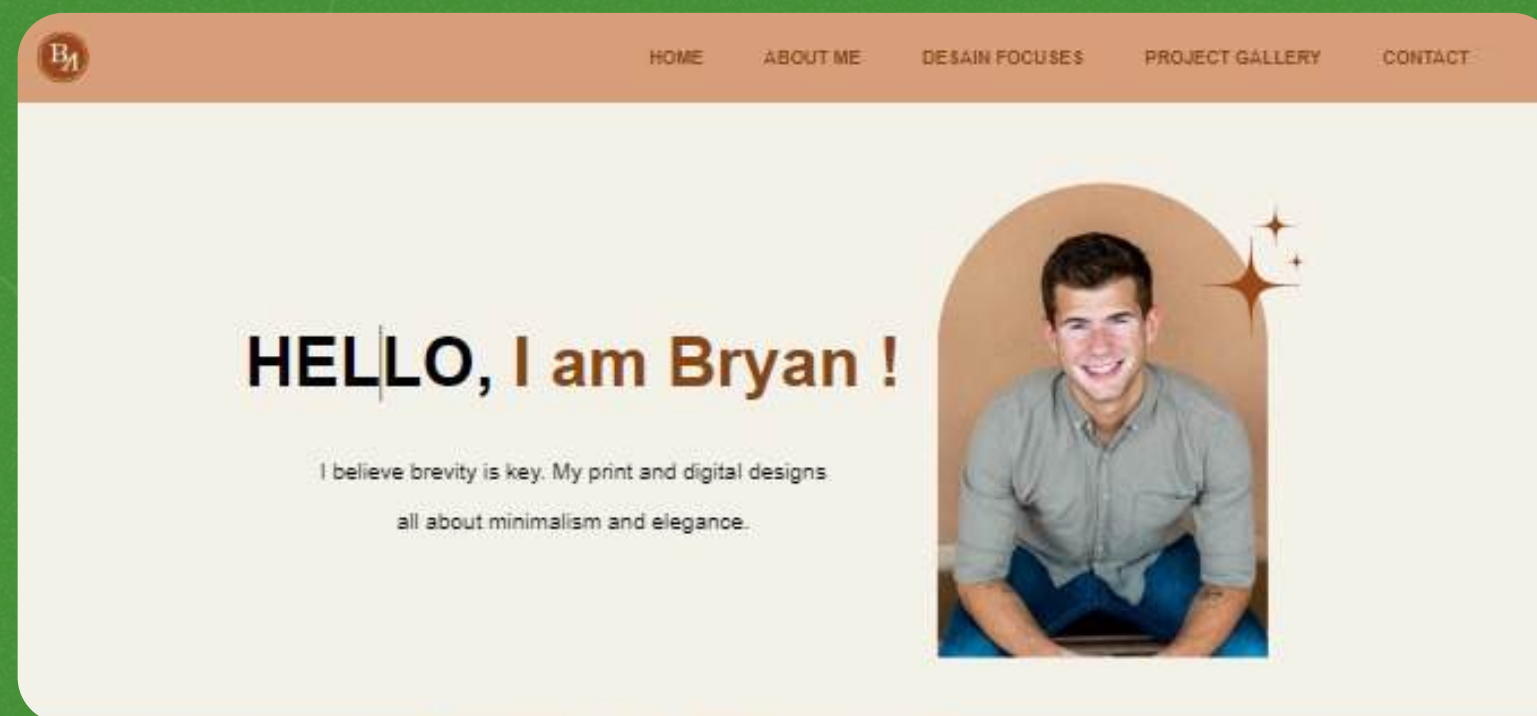 BA
HOME ABOUT ME DESAIN FOCUSES PROJECT GALLERY CONTACT
HELLO, I am Bryan !
I believe brevity is key. My print and digital designs
all about minimalism and elegance.